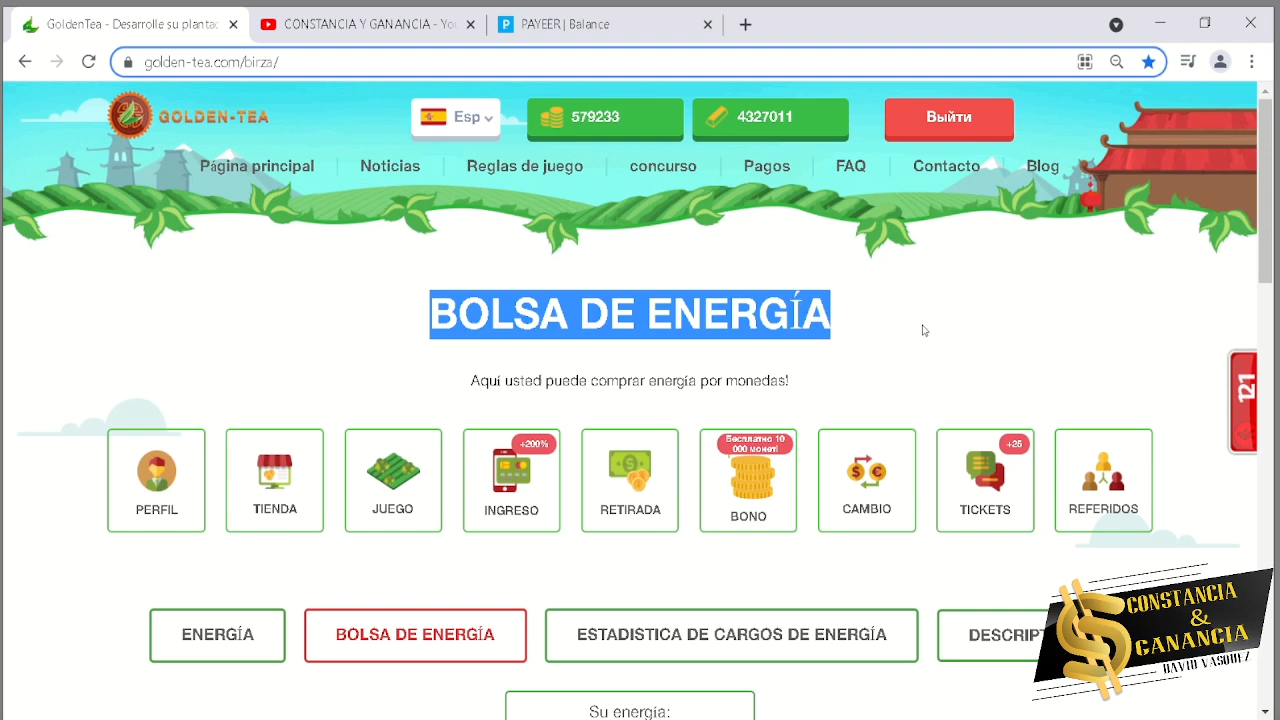 GoldenTea - Desarrolle su planta
CONSTANCIA Y GANANCIA - You
PAYEER | Balance
golden-tea.com/birza/
GOLDEN-TEA
Esp
579233
4327011
Выйти
Página principal
Noticias
Reglas de juego
concurso
Pagos
FAQ
Contacto
Blog
BOLSA DE ENERGÍA
Aquí usted puede comprar energía por monedas!
121
+200%
Бесплатно 10
000 монет!
+25
PERFIL
TIENDA
JUEGO
INGRESO
RETIRADA
BONO
CAMBIO
TICKETS
REFERIDOS
ENERGÍA
BOLSA DE ENERGÍA
ESTADISTICA DE CARGOS DE ENERGÍA
DESCRIPT
CONSTANCIA
&
GANANCIA
DAVID VASQUEZ
Su energía: